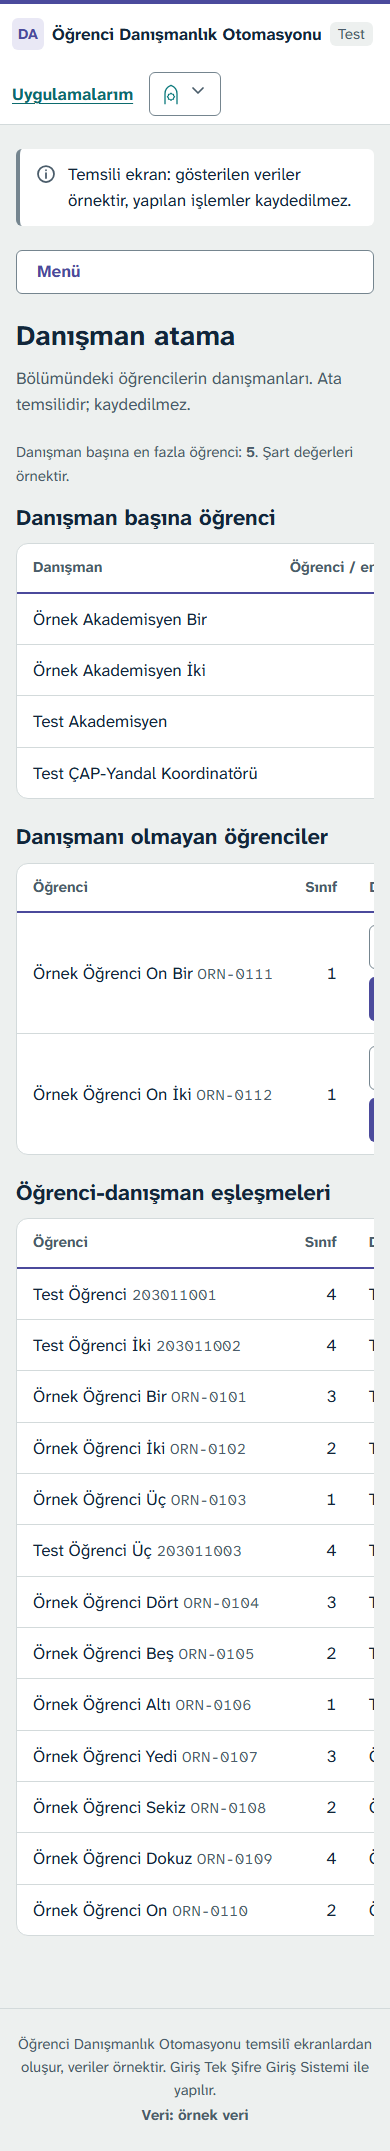 DA Öğrenci Danışmanlık Otomasyonu Test
Uygulamalarım
Temsili ekran: gösterilen veriler
örnektir, yapılan işlemler kaydedilmez.
Menü
Danışman atama
Bölümündeki öğrencilerin danışmanları. Ata
temsilidir; kaydedilmez.
Danışman başına en fazla öğrenci: 5. Şart değerleri
örnektir.
Danışman başına öğrenci
Danışman Öğrenci / en
Örnek Akademisyen Bir
Örnek Akademisyen İki
Test Akademisyen
Test ÇAP-Yandal Koordinatörü
Danışmanı olmayan öğrenciler
Öğrenci Sınıf
Örnek Öğrenci On Bir ORN-0111 1
Örnek Öğrenci On İki ORN-0112 1
Öğrenci-danışman eşleşmeleri
Öğrenci Sınıf
Test Öğrenci 203011001 4
Test Öğrenci İki 203011002 4
Örnek Öğrenci Bir ORN-0101 3
Örnek Öğrenci İki ORN-0102 2
Örnek Öğrenci Üç ORN-0103 1
Test Öğrenci Üç 203011003 4
Örnek Öğrenci Dört ORN-0104 3
Örnek Öğrenci Beş ORN-0105 2
Örnek Öğrenci Altı ORN-0106 1
Örnek Öğrenci Yedi ORN-0107 3
Örnek Öğrenci Sekiz ORN-0108 2
Örnek Öğrenci Dokuz ORN-0109 4
Örnek Öğrenci On ORN-0110 2
Öğrenci Danışmanlık Otomasyonu temsilî ekranlardan
oluşur, veriler örnektir. Giriş Tek Şifre Giriş Sistemi ile
yapılır.
Veri: örnek veri